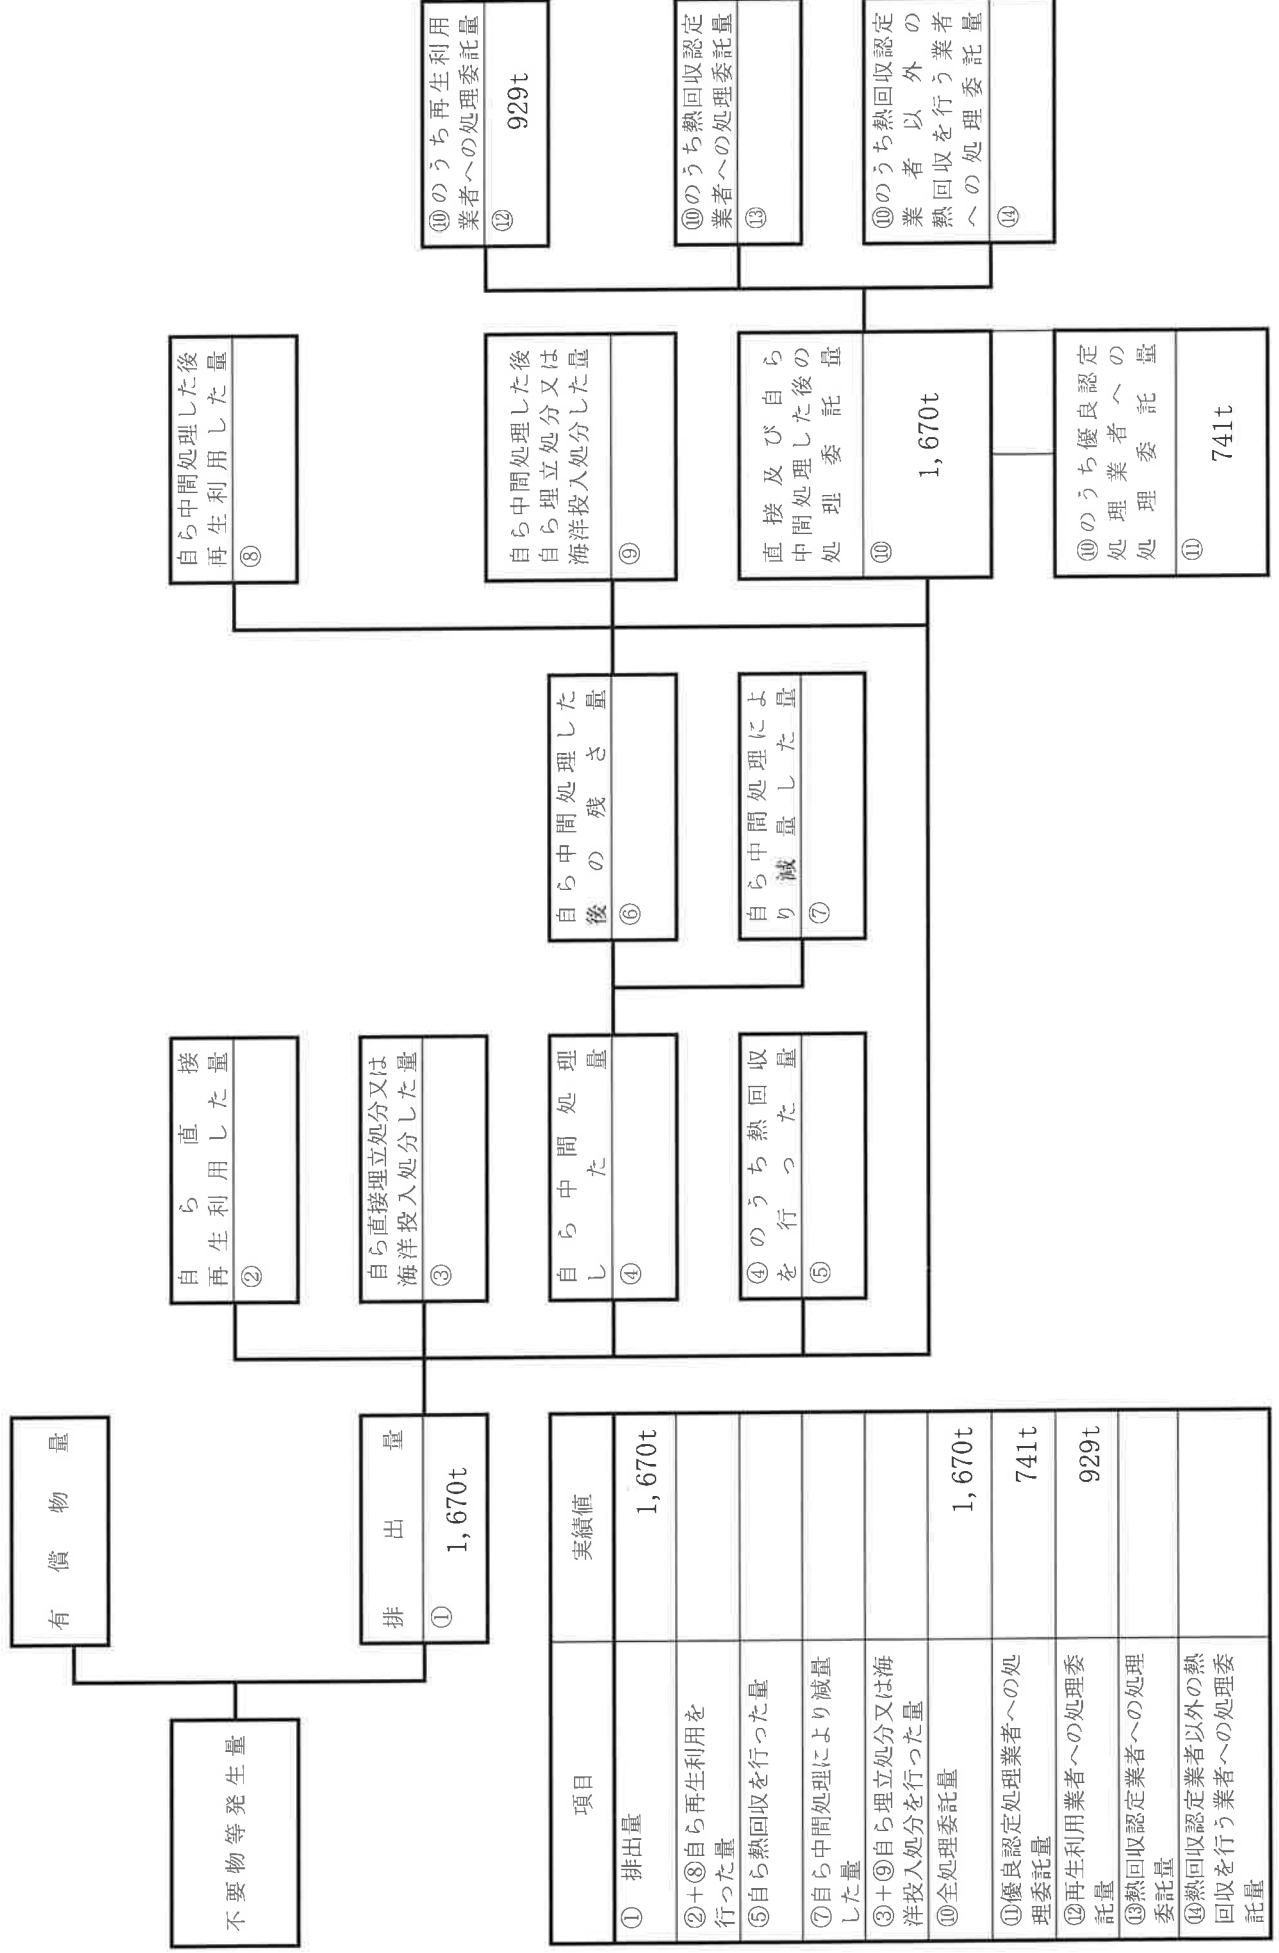 不要物等発生量
有償物量
排出量
①
1,670t
自ら直接
再生利用した量
②
自ら直接埋立処分又は
海洋投入処分した量
③
自ら中間処理
した量
④
④のうち熱回収
を行った量
⑤
自ら中間処理した
後の残さ量
⑥
自ら中間処理によ
り減量した量
⑦
自ら中間処理した後
再生利用した量
⑧
自ら中間処理した後
自ら埋立処分又は
海洋投入処分した量
⑨
直接及び自ら
中間処理した後の
処理委託量
⑩
1,670t
⑩のうち優良認定
処理業者への
処理委託量
⑪
741t
⑩のうち再生利用
業者への処理委託量
⑫
929t
⑩のうち熱回収認定
業者への処理委託量
⑬
⑩のうち熱回収認定
業者以外の
熱回収を行う業者
への処理委託量
⑭
項目 実績値
① 排出量 1,670t
②+⑧自ら再生利用を
行った量
⑤自ら熱回収を行った量
⑦自ら中間処理により減量
した量
③+⑨自ら埋立処分又は海
洋投入処分を行った量
⑩全処理委託量 1,670t
⑪優良認定処理業者への処
理委託量 741t
⑫再生利用業者への処理委
託量 929t
⑬熱回収認定業者への処理
委託量
⑭熱回収認定業者以外の熱
回収を行う業者への処理委
託量